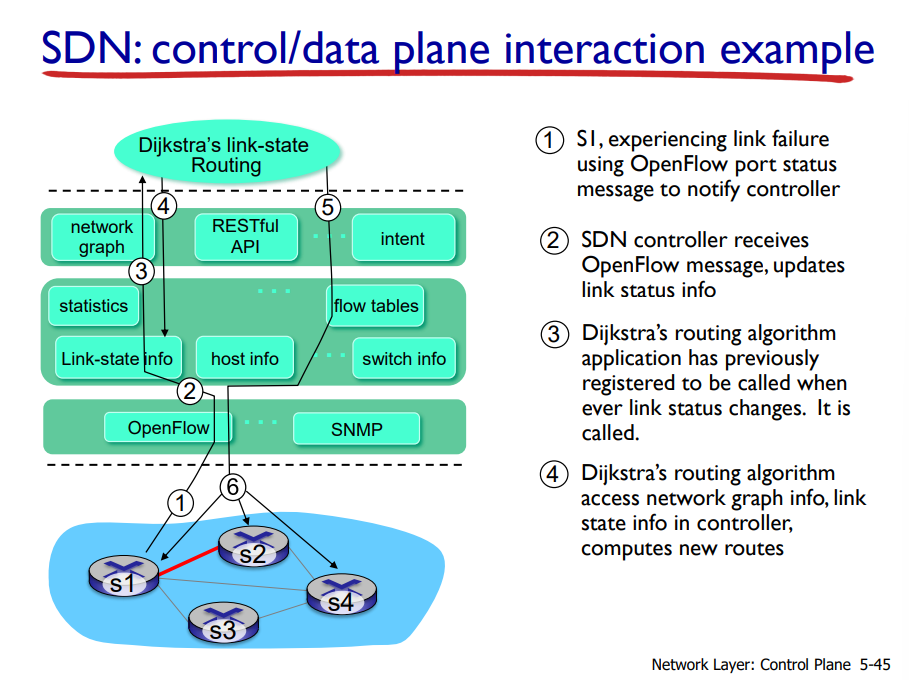 SDN: control/data plane interaction example
Dijkstra's link-state
Routing
4
5
network
graph
RESTful
API
intent
3
statistics
flow tables
Link-state info
host info
switch info
2
OpenFlow
SNMP
1
6
s2
s1
s4
s3
1 S1, experiencing link failure
using OpenFlow port status
message to notify controller
2 SDN controller receives
OpenFlow message, updates
link status info
3 Dijkstra's routing algorithm
application has previously
registered to be called when
ever link status changes. It is
called.
4 Dijkstra's routing algorithm
access network graph info, link
state info in controller,
computes new routes
Network Layer: Control Plane 5-45